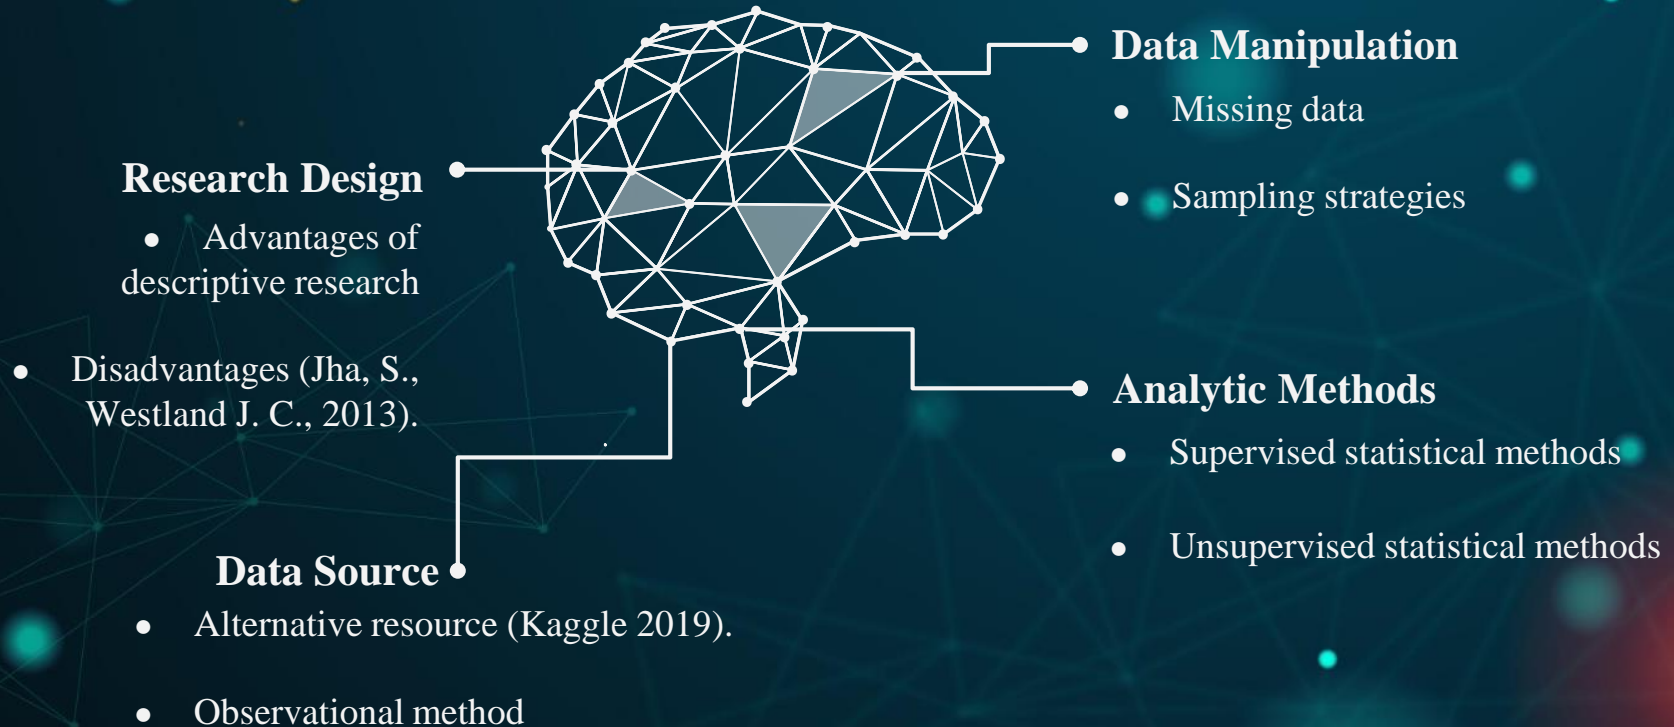 Research Design
● Advantages of
descriptive research
● Disadvantages (Jha, S.,
Westland J. C., 2013).
Data Source
● Alternative resource (Kaggle 2019).
● Observational method
Data Manipulation
● Missing data
● Sampling strategies
Analytic Methods
● Supervised statistical methods
● Unsupervised statistical methods